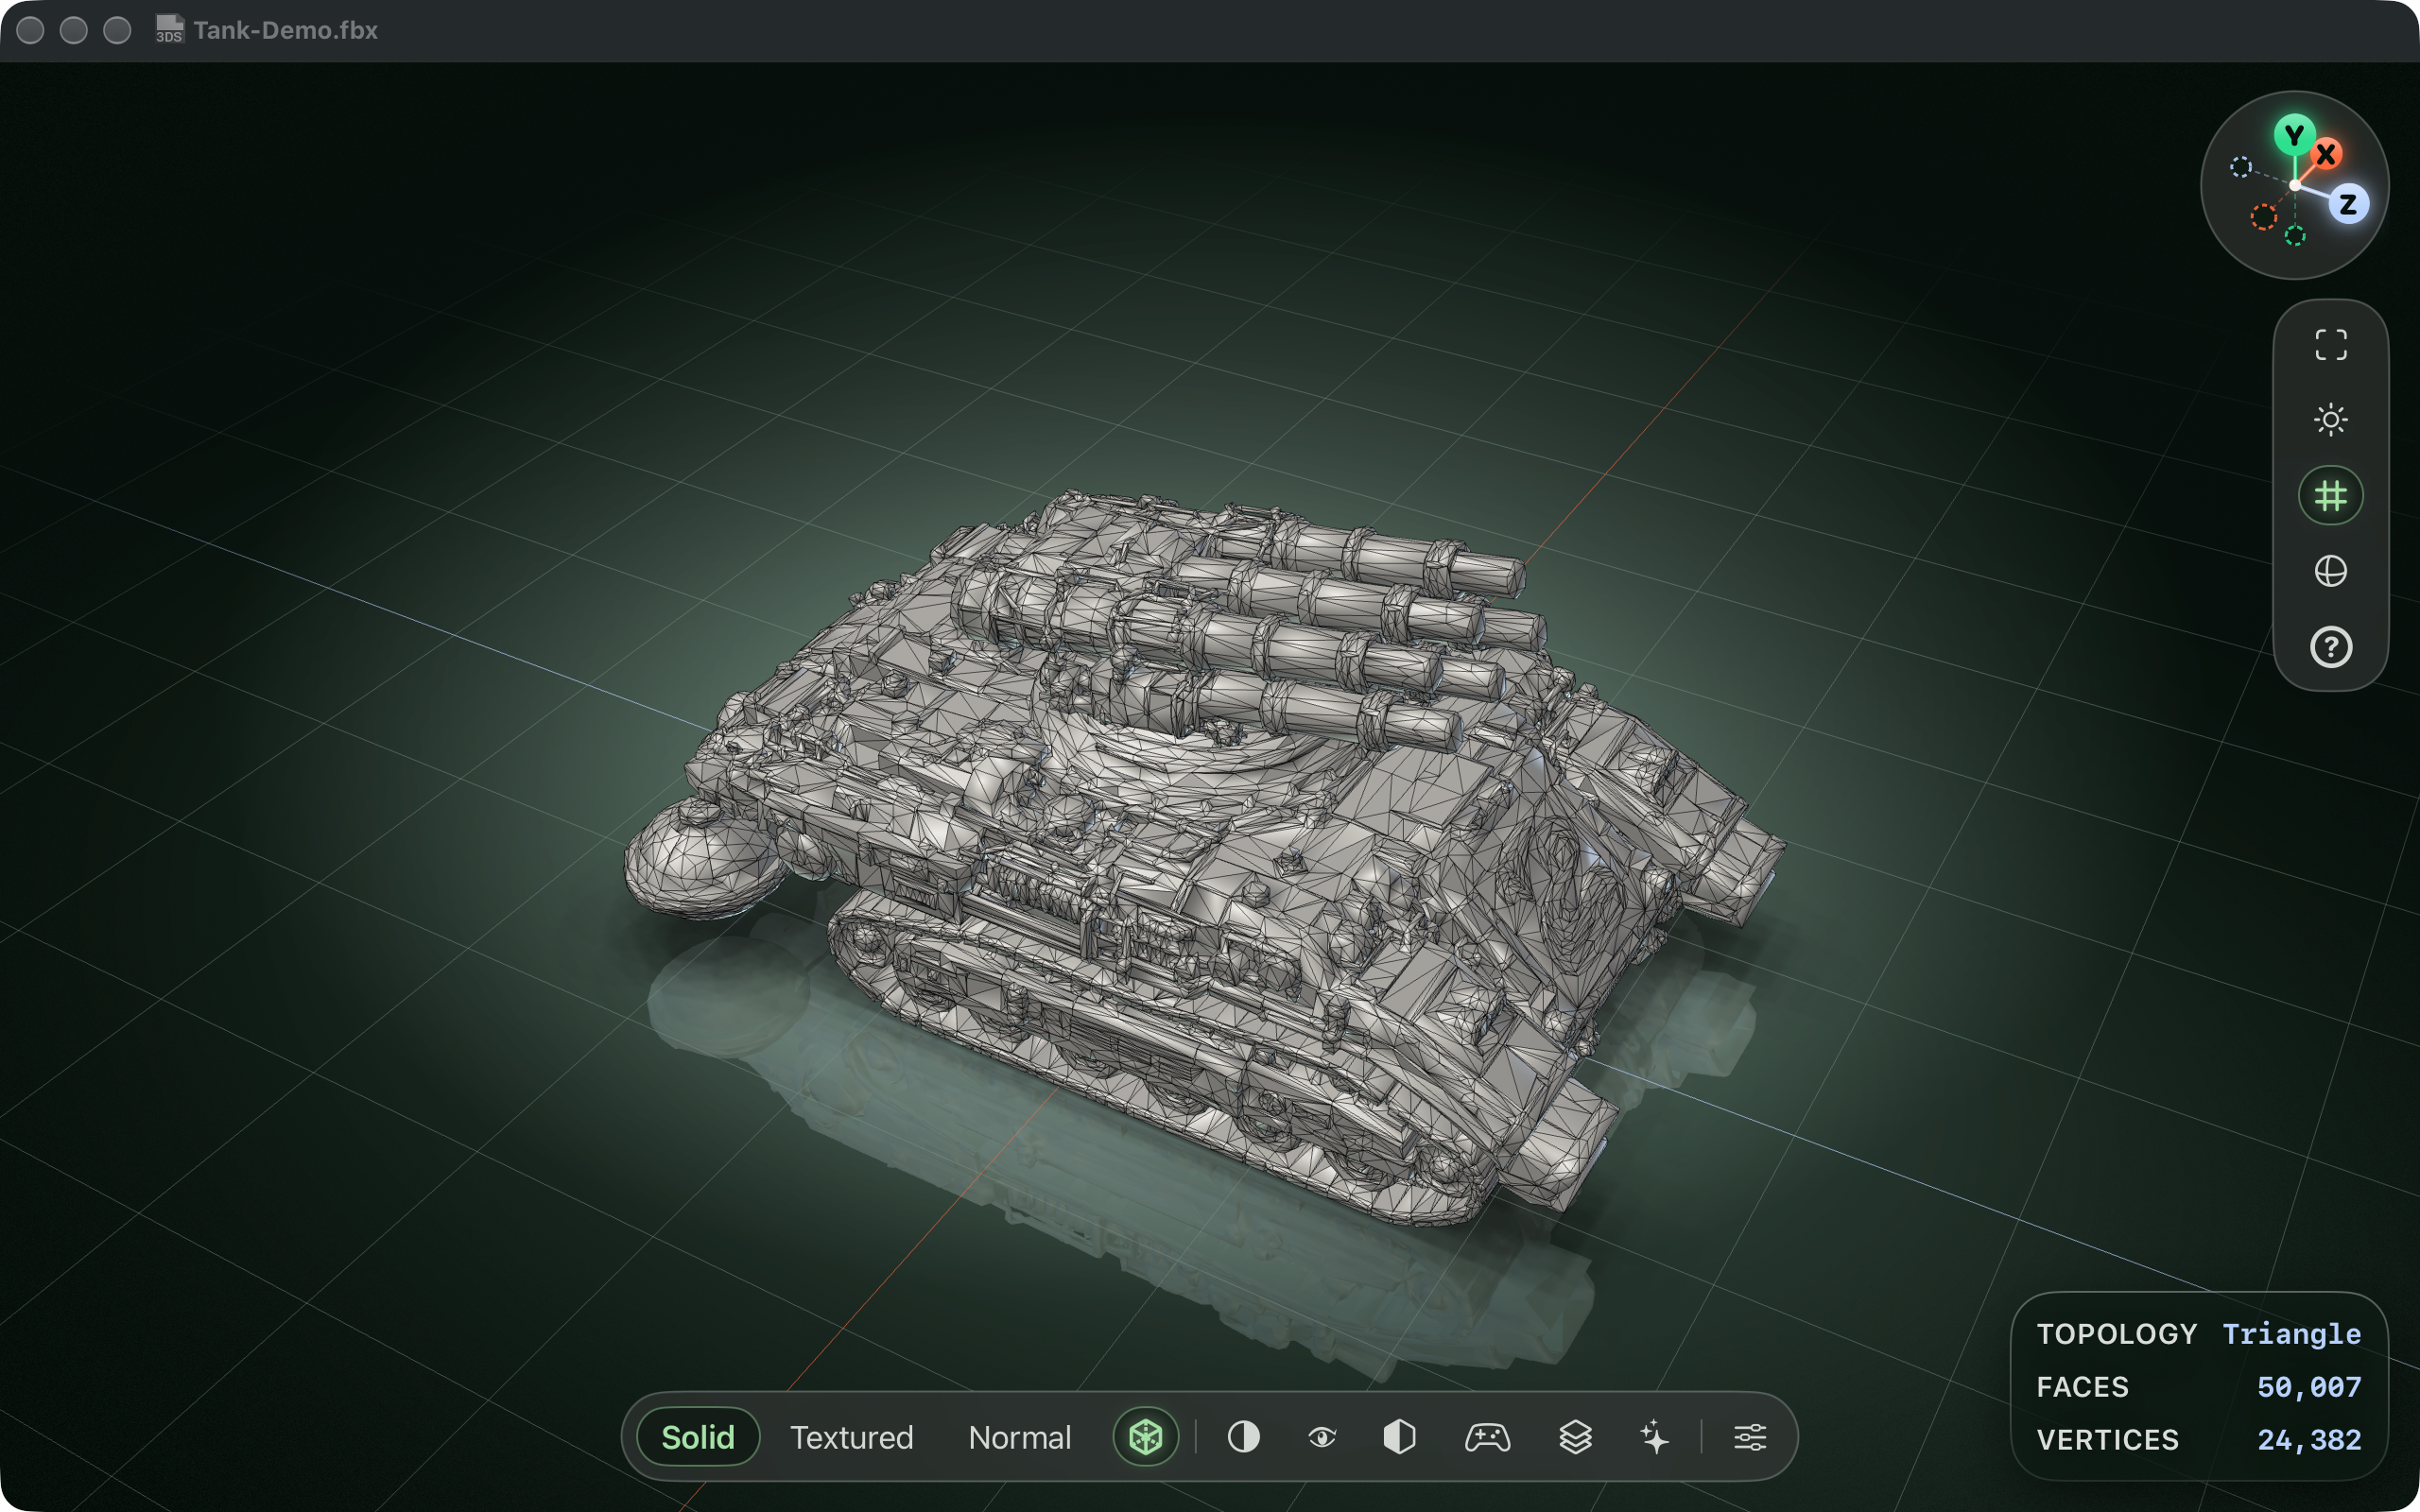 3DS Tank-Demo.fbx
Y
X
Z
?
TOPOLOGY Triangle
FACES 50,007
VERTICES 24,382
Solid Textured Normal